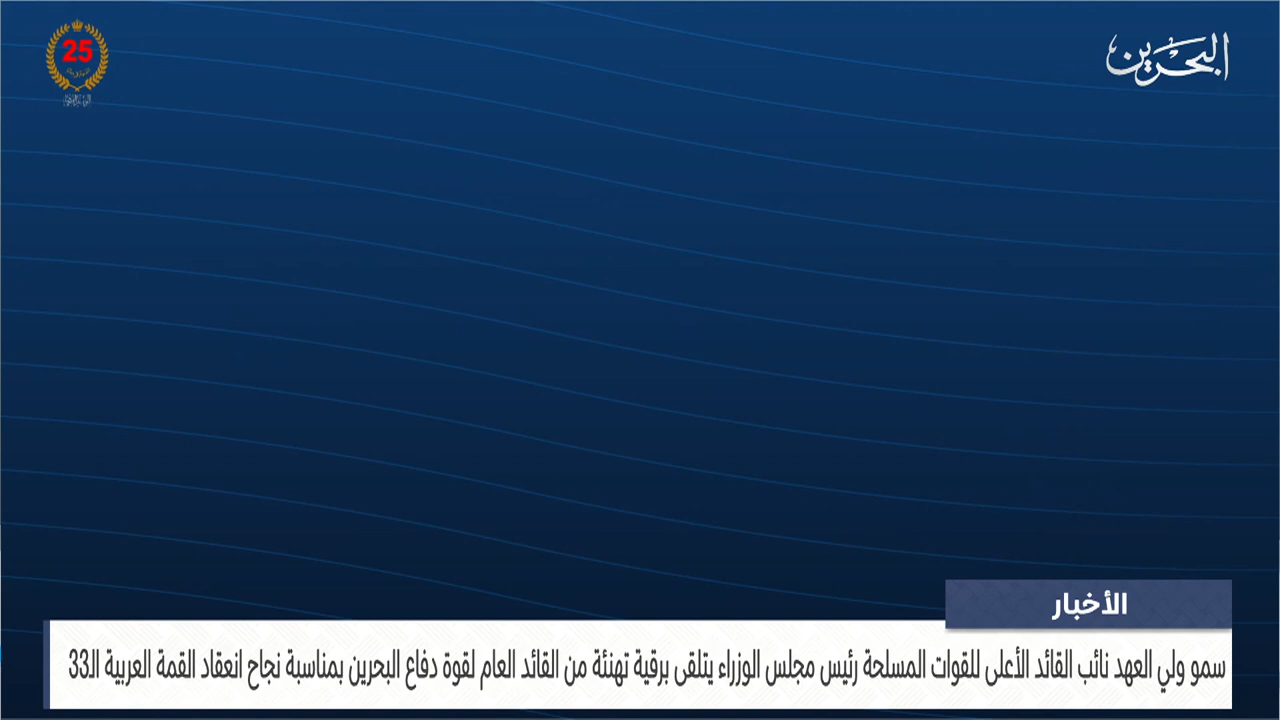 25
البحرين
الأخبار
سمو ولي العهد نائب القائد الأعلى للقوات المسلحة رئيس مجلس الوزراء يتلقى برقية تهنئة من القائد العام لقوة دفاع البحرين بمناسبة نجاح انعقاد القمة العربية الـ33